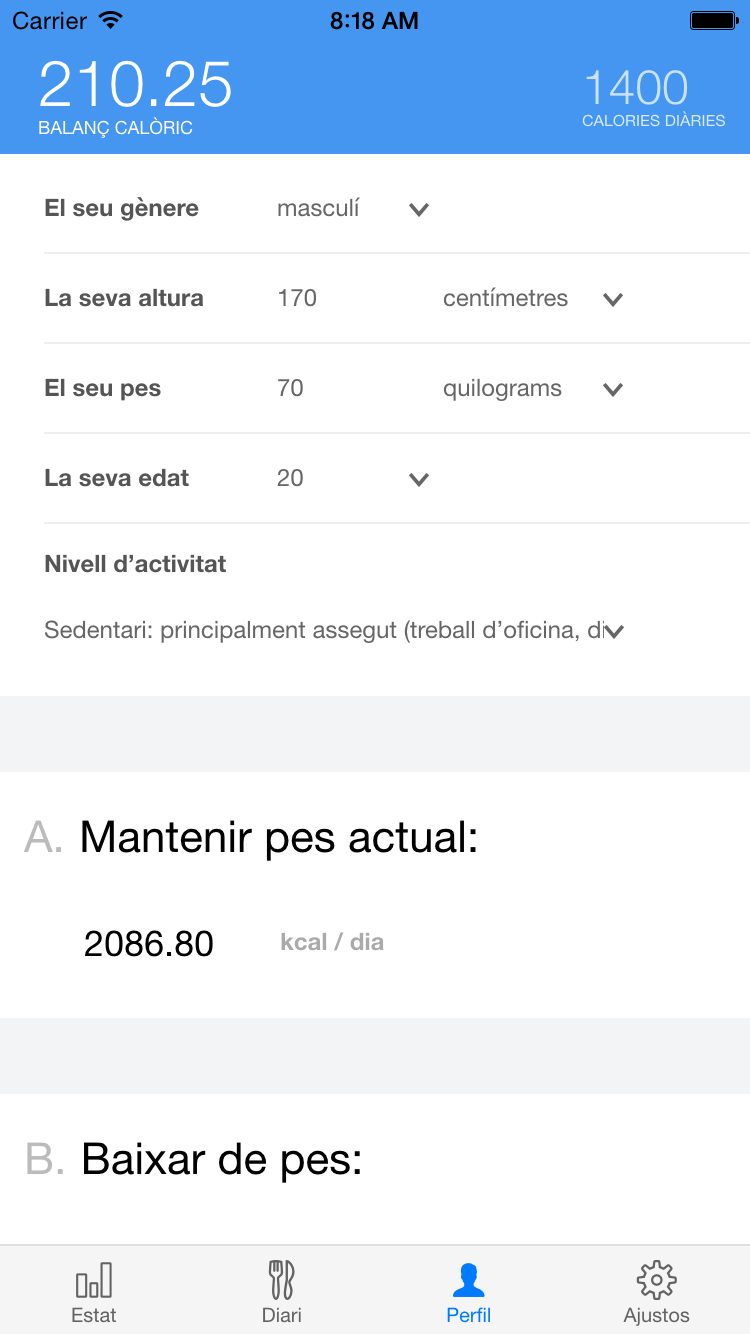 Carrier 8:18 AM
210.25 1400
BALANÇ CALÒRIC CALORIES DIÀRIES
El seu gènere masculí
La seva altura 170 centímetres
El seu pes 70 quilograms
La seva edat 20
Nivell d’activitat
Sedentari: principalment assegut (treball d’oficina, di
A. Mantenir pes actual:
2086.80 kcal / dia
B. Baixar de pes:
Estat Diari Perfil Ajustos